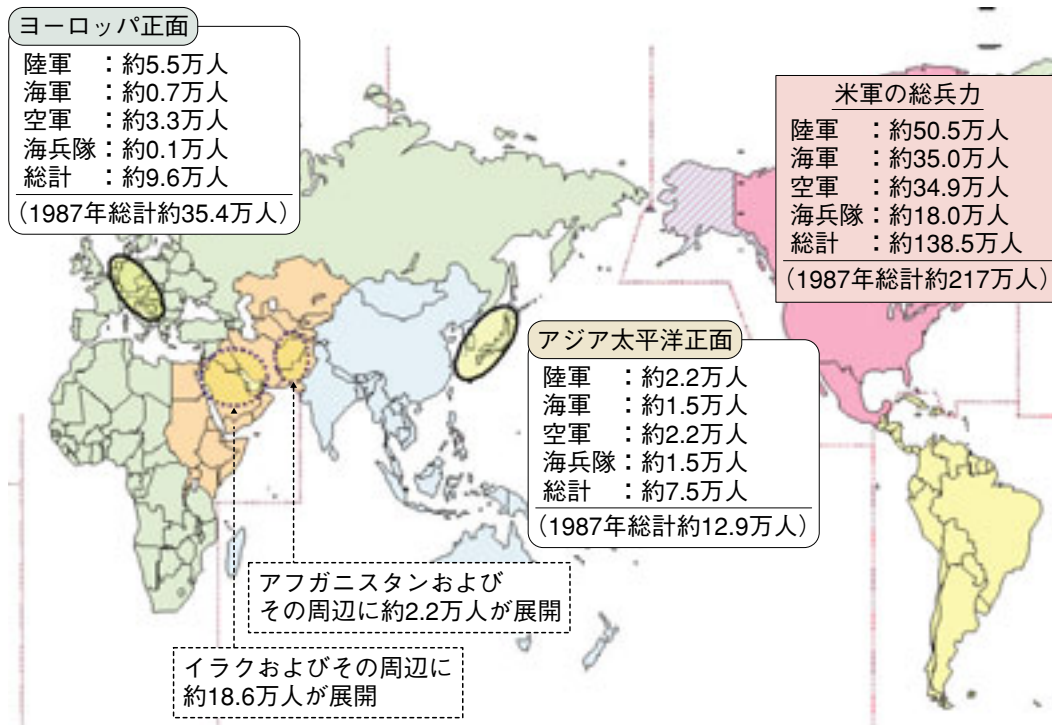 ヨーロッパ正面
陸軍　：約5.5万人
海軍　：約0.7万人
空軍　：約3.3万人
海兵隊：約0.1万人
総計　：約9.6万人
（1987年総計約35.4万人）
米軍の総兵力
陸軍　：約50.5万人
海軍　：約35.0万人
空軍　：約34.9万人
海兵隊：約18.0万人
総計　：約138.5万人
（1987年総計約217万人）
アジア太平洋正面
陸軍　：約2.2万人
海軍　：約1.5万人
空軍　：約2.2万人
海兵隊：約1.5万人
総計　：約7.5万人
（1987年総計約12.9万人）
アフガニスタンおよび
その周辺に約2.2万人が展開
イラクおよびその周辺に
約18.6万人が展開